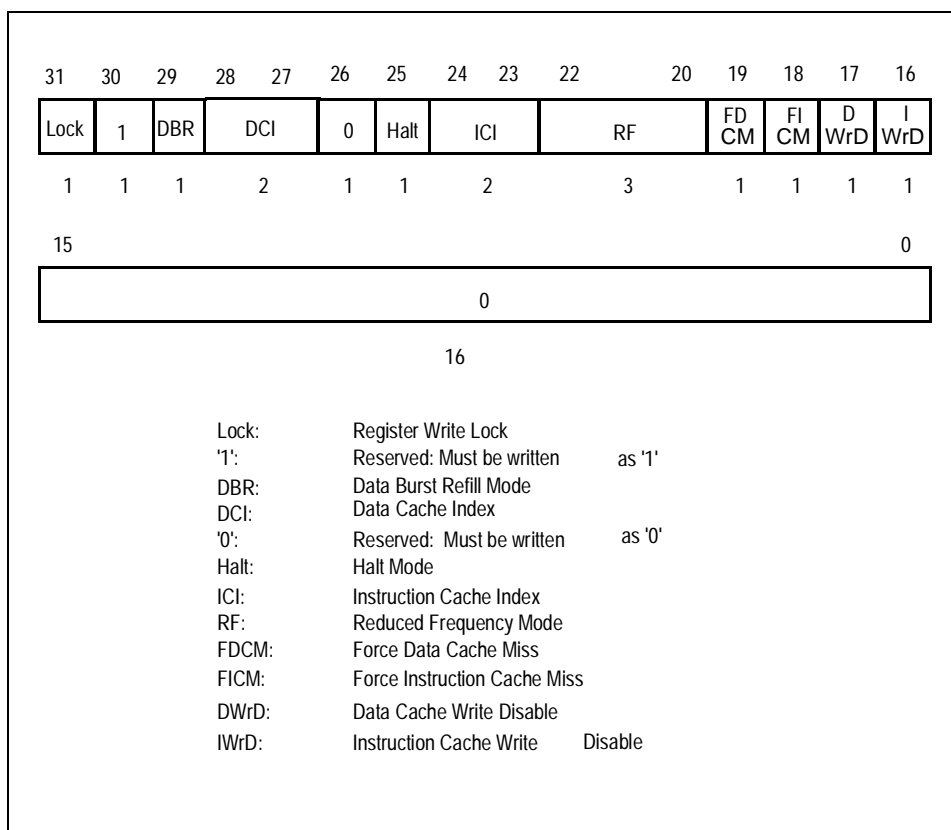 31 30 29 28 27 26 25 24 23 22 20 19 18 17 16
Lock 1 DBR DCI 0 Halt ICI RF FD CM FI CM D WrD I WrD
1 1 1 2 1 1 2 3 1 1 1 1
15 0
0
16
Lock: Register Write Lock
'1': Reserved: Must be written as '1'
DBR: Data Burst Refill Mode
DCI: Data Cache Index
'0': Reserved: Must be written as '0'
Halt: Halt Mode
ICI: Instruction Cache Index
RF: Reduced Frequency Mode
FDCM: Force Data Cache Miss
FICM: Force Instruction Cache Miss
DWrD: Data Cache Write Disable
IWrD: Instruction Cache Write Disable